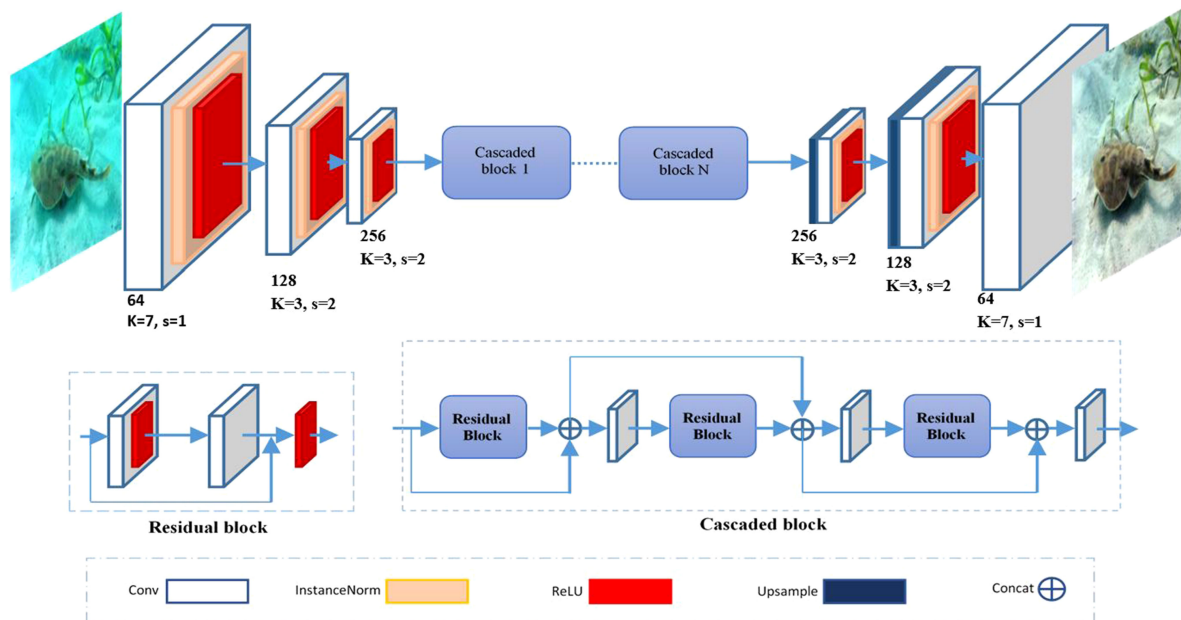 Cascaded
block 1
Cascaded
block N
64
K=7, s=1
128
K=3, s=2
256
K=3, s=2
256
K=3, s=2
128
K=3, s=2
64
K=7, s=1
Residual
Block
Residual
Block
Residual
Block
Residual block
Cascaded block
Conv
InstanceNorm
ReLU
Upsample
Concat